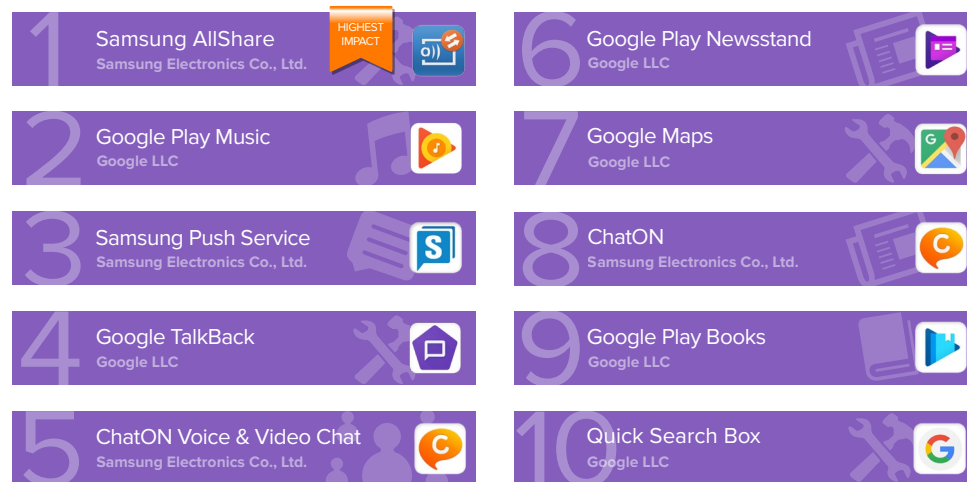 1
Samsung AllShare
Samsung Electronics Co., Ltd.
HIGHEST
IMPACT
2
Google Play Music
Google LLC
3
Samsung Push Service
Samsung Electronics Co., Ltd.
S
4
Google TalkBack
Google LLC
5
ChatON Voice & Video Chat
Samsung Electronics Co., Ltd.
C
6
Google Play Newsstand
Google LLC
7
Google Maps
Google LLC
G
8
ChatON
Samsung Electronics Co., Ltd.
C
9
Google Play Books
Google LLC
10
Quick Search Box
Google LLC
G